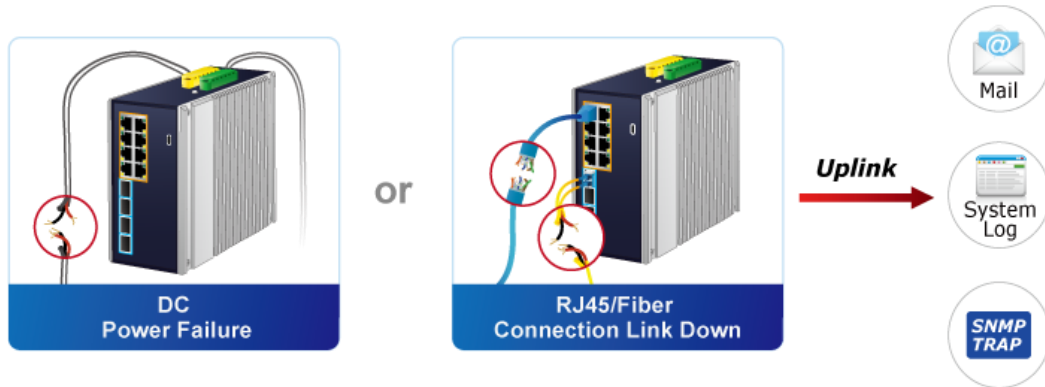 DC
Power Failure
or
RJ45/Fiber
Connection Link Down
Uplink
@
Mail
System
Log
SNMP
TRAP